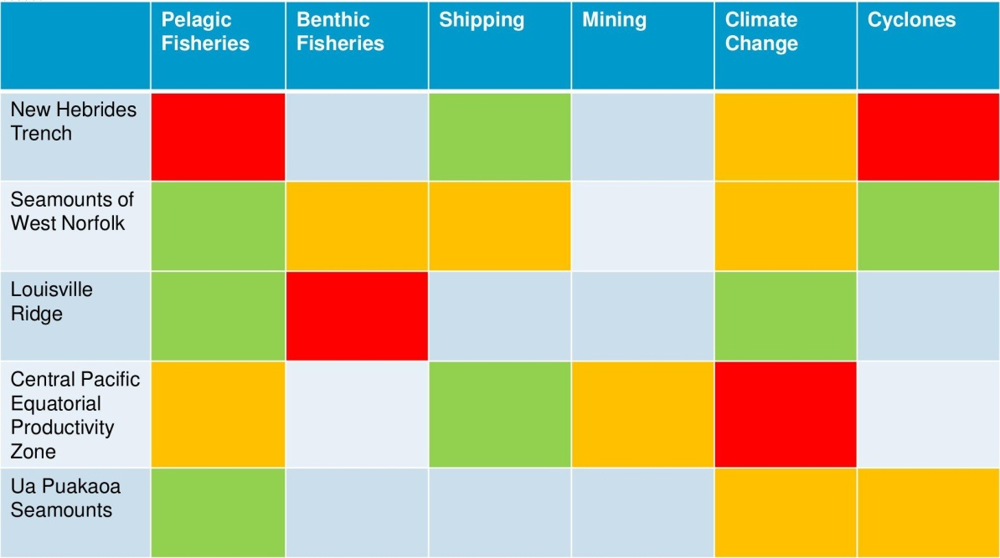 Pelagic
Fisheries
Benthic
Fisheries
Shipping
Mining
Climate
Change
Cyclones
New Hebrides
Trench
Seamounts of
West Norfolk
Louisville
Ridge
Central Pacific
Equatorial
Productivity
Zone
Ua Puakaoa
Seamounts